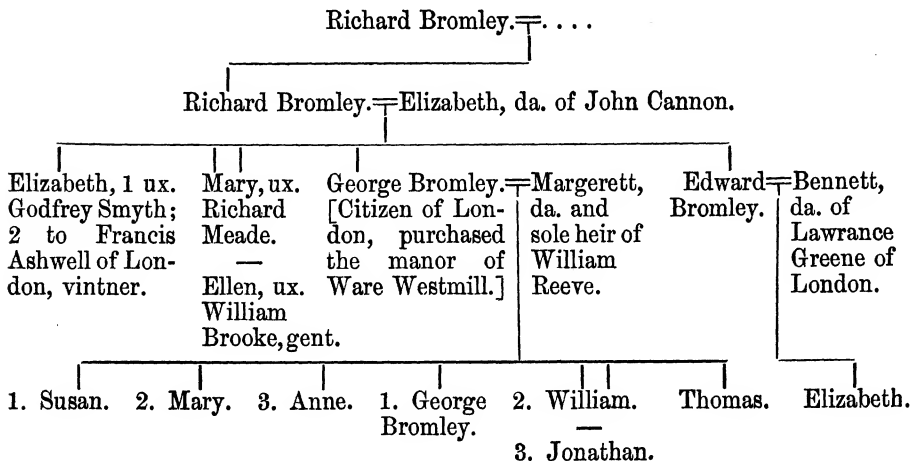 Richard Bromley.=. . . .
Richard Bromley.=Elizabeth, da. of John Cannon.
Elizabeth, 1 ux.
Godfrey Smyth;
2 to Francis
Ashwell of Lon-
don, vintner.
Mary, ux.
Richard
Meade.
—
Ellen, ux.
William
Brooke, gent.
George Bromley.=
[Citizen of Lon-
don, purchased
the manor of
Ware Westmill.]
Margerett,
da. and
sole heir of
William
Reeve.
Edward=
Bromley.
Bennett,
da. of
Lawrance
Greene of
London.
1. Susan.
2. Mary.
3. Anne.
1. George
Bromley.
2. William.
—
3. Jonathan.
Thomas.
Elizabeth.